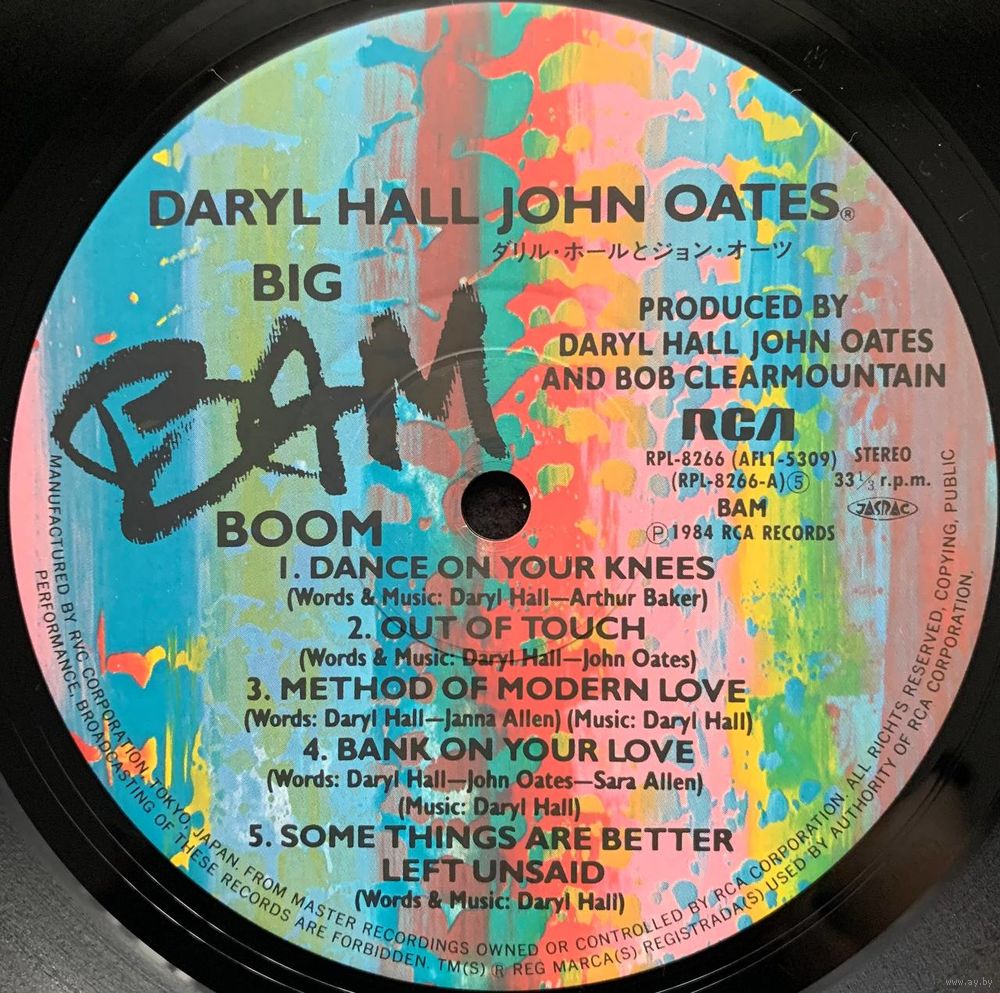 DARYL HALL JOHN OATES®
ダリル・ホールとジョン・オーツ
BIG
BAM
BOOM
PRODUCED BY
DARYL HALL JOHN OATES
AND BOB CLEARMOUNTAIN
RCA
RPL-8266 (AFL1-5309) STEREO
(RPL-8266-A)⑤ 33⅓ r.p.m.
BAM JASRAC
Ⓟ 1984 RCA RECORDS
1. DANCE ON YOUR KNEES
(Words & Music: Daryl Hall—Arthur Baker)
2. OUT OF TOUCH
(Words & Music: Daryl Hall—John Oates)
3. METHOD OF MODERN LOVE
(Words: Daryl Hall—Janna Allen) (Music: Daryl Hall)
4. BANK ON YOUR LOVE
(Words: Daryl Hall—John Oates—Sara Allen)
(Music: Daryl Hall)
5. SOME THINGS ARE BETTER
LEFT UNSAID
(Words & Music: Daryl Hall)
MANUFACTURED BY RVC CORPORATION, TOKYO, JAPAN, FROM MASTER RECORDINGS OWNED OR CONTROLLED BY RCA CORPORATION. ALL RIGHTS RESERVED, COPYING, PUBLIC
PERFORMANCE, BROADCASTING OF THESE RECORDS ARE FORBIDDEN. TM(S) ® REG MARCA(S) REGISTRADA(S) USED BY AUTHORITY OF RCA CORPORATION.
www.ay.by